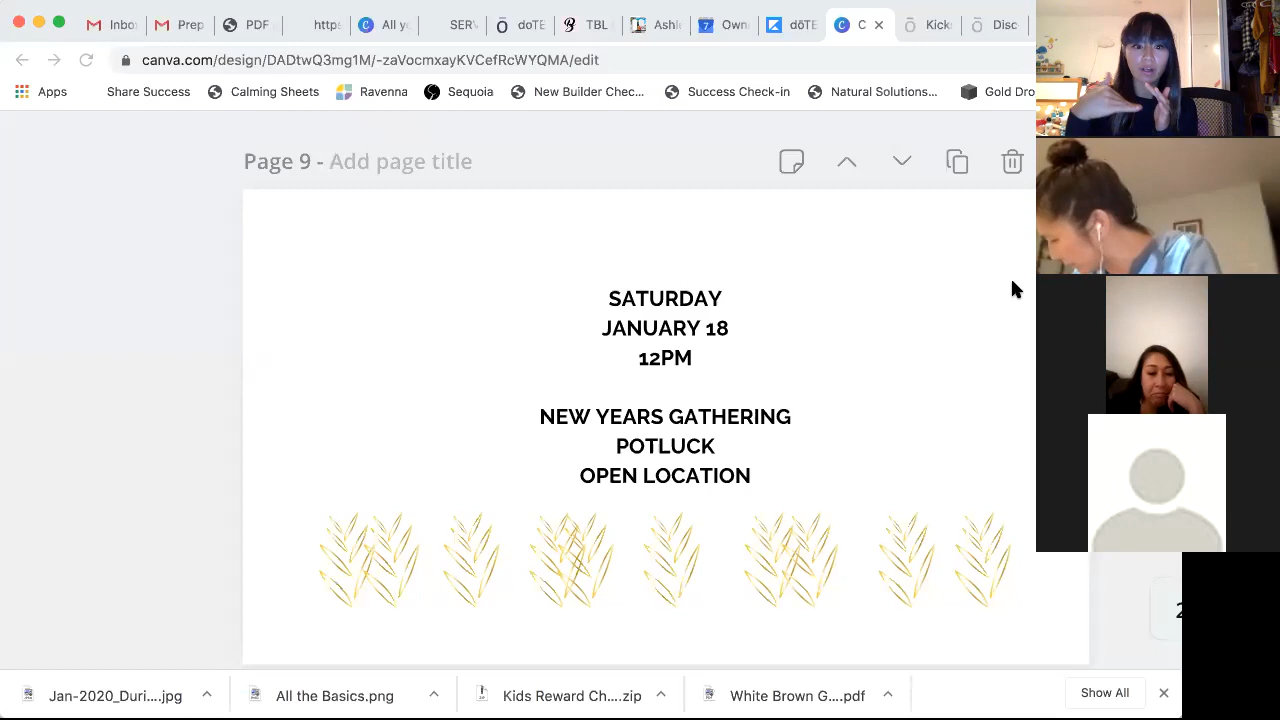 Inbo
Prep
PDF
https
All y
SER
doTE
TBL
Ashl
Own
dōTE
C
Kick
Disc
canva.com/design/DADtwQ3mg1M/-zaVocmxayKVCefRcWYQMA/edit
Apps
Share Success
Calming Sheets
Ravenna
Sequoia
New Builder Chec...
Success Check-in
Natural Solutions...
Gold Dro
Page 9 - Add page title
SATURDAY
JANUARY 18
12PM
NEW YEARS GATHERING
POTLUCK
OPEN LOCATION
Jan-2020_Duri....jpg
All the Basics.png
Kids Reward Ch....zip
White Brown G....pdf
Show All